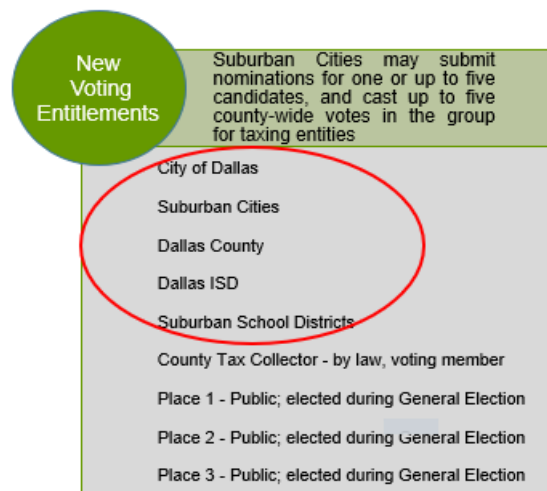 New
Voting
Entitlements
Suburban Cities may submit
nominations for one or up to five
candidates, and cast up to five
county-wide votes in the group
for taxing entities
City of Dallas
Suburban Cities
Dallas County
Dallas ISD
Suburban School Districts
County Tax Collector - by law, voting member
Place 1 - Public; elected during General Election
Place 2 - Public; elected during General Election
Place 3 - Public; elected during General Election